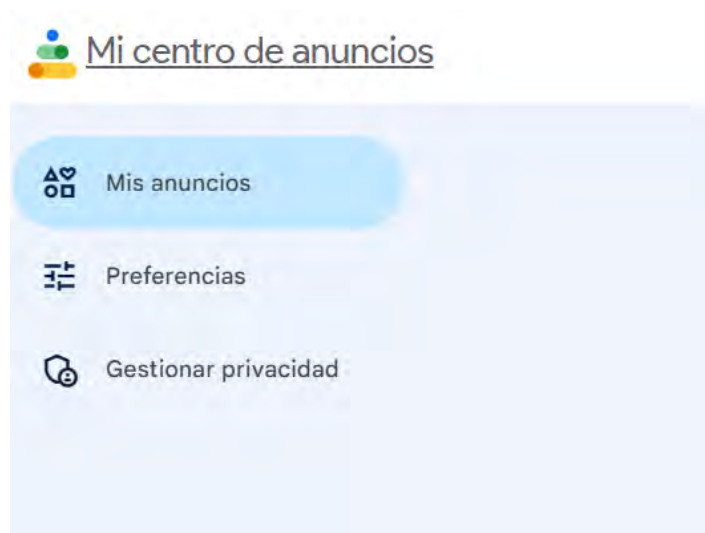 Mi centro de anuncios
Mis anuncios
Preferencias
Gestionar privacidad